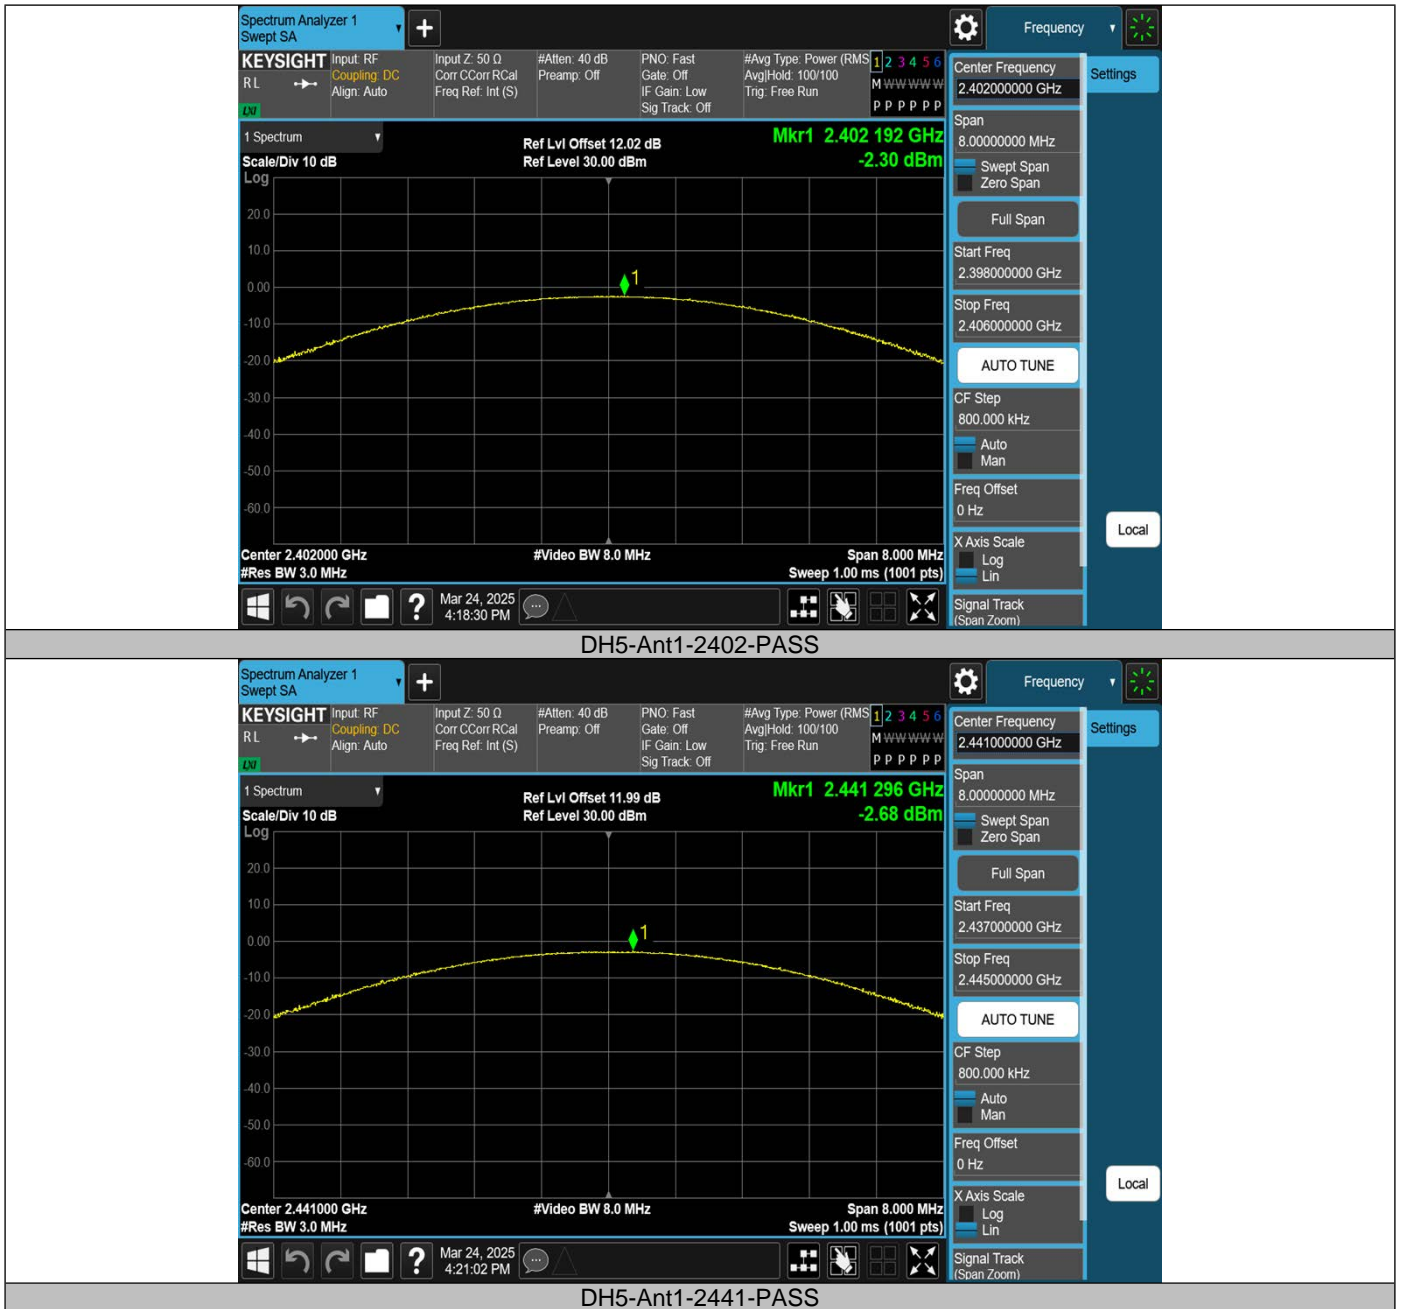 Spectrum Analyzer 1
Swept SA
+
Frequency
KEYSIGHT Input: RF Input Z: 50 Ω #Atten: 40 dB PNO: Fast #Avg Type: Power (RMS 1 2 3 4 5 6
RL Coupling: DC Corr CCorr RCal Preamp: Off Gate: Off Avg|Hold: 100/100 M W W W W W
Align: Auto Freq Ref: Int (S) IF Gain: Low Trig: Free Run
LXI Sig Track: Off P P P P P P
1 Spectrum
Scale/Div 10 dB
Ref Lvl Offset 12.02 dB
Ref Level 30.00 dBm
Mkr1 2.402 192 GHz
-2.30 dBm
Log
20.0
10.0
0.00
-10.0
-20.0
-30.0
-40.0
-50.0
-60.0
1
Center 2.402000 GHz #Video BW 8.0 MHz Span 8.000 MHz
#Res BW 3.0 MHz Sweep 1.00 ms (1001 pts)
Center Frequency
2.402000000 GHz
Settings
Span
8.00000000 MHz
Swept Span
Zero Span
Full Span
Start Freq
2.398000000 GHz
Stop Freq
2.406000000 GHz
AUTO TUNE
CF Step
800.000 kHz
Auto
Man
Freq Offset
0 Hz
X Axis Scale
Log
Lin
Local
Signal Track
(Span Zoom)
? Mar 24, 2025
4:18:30 PM
DH5-Ant1-2402-PASS
Spectrum Analyzer 1
Swept SA
+
Frequency
KEYSIGHT Input: RF Input Z: 50 Ω #Atten: 40 dB PNO: Fast #Avg Type: Power (RMS 1 2 3 4 5 6
RL Coupling: DC Corr CCorr RCal Preamp: Off Gate: Off Avg|Hold: 100/100 M W W W W W
Align: Auto Freq Ref: Int (S) IF Gain: Low Trig: Free Run
LXI Sig Track: Off P P P P P P
1 Spectrum
Scale/Div 10 dB
Ref Lvl Offset 11.99 dB
Ref Level 30.00 dBm
Mkr1 2.441 296 GHz
-2.68 dBm
Log
20.0
10.0
0.00
-10.0
-20.0
-30.0
-40.0
-50.0
-60.0
1
Center 2.441000 GHz #Video BW 8.0 MHz Span 8.000 MHz
#Res BW 3.0 MHz Sweep 1.00 ms (1001 pts)
Center Frequency
2.441000000 GHz
Settings
Span
8.00000000 MHz
Swept Span
Zero Span
Full Span
Start Freq
2.437000000 GHz
Stop Freq
2.445000000 GHz
AUTO TUNE
CF Step
800.000 kHz
Auto
Man
Freq Offset
0 Hz
X Axis Scale
Log
Lin
Local
Signal Track
(Span Zoom)
? Mar 24, 2025
4:21:02 PM
DH5-Ant1-2441-PASS